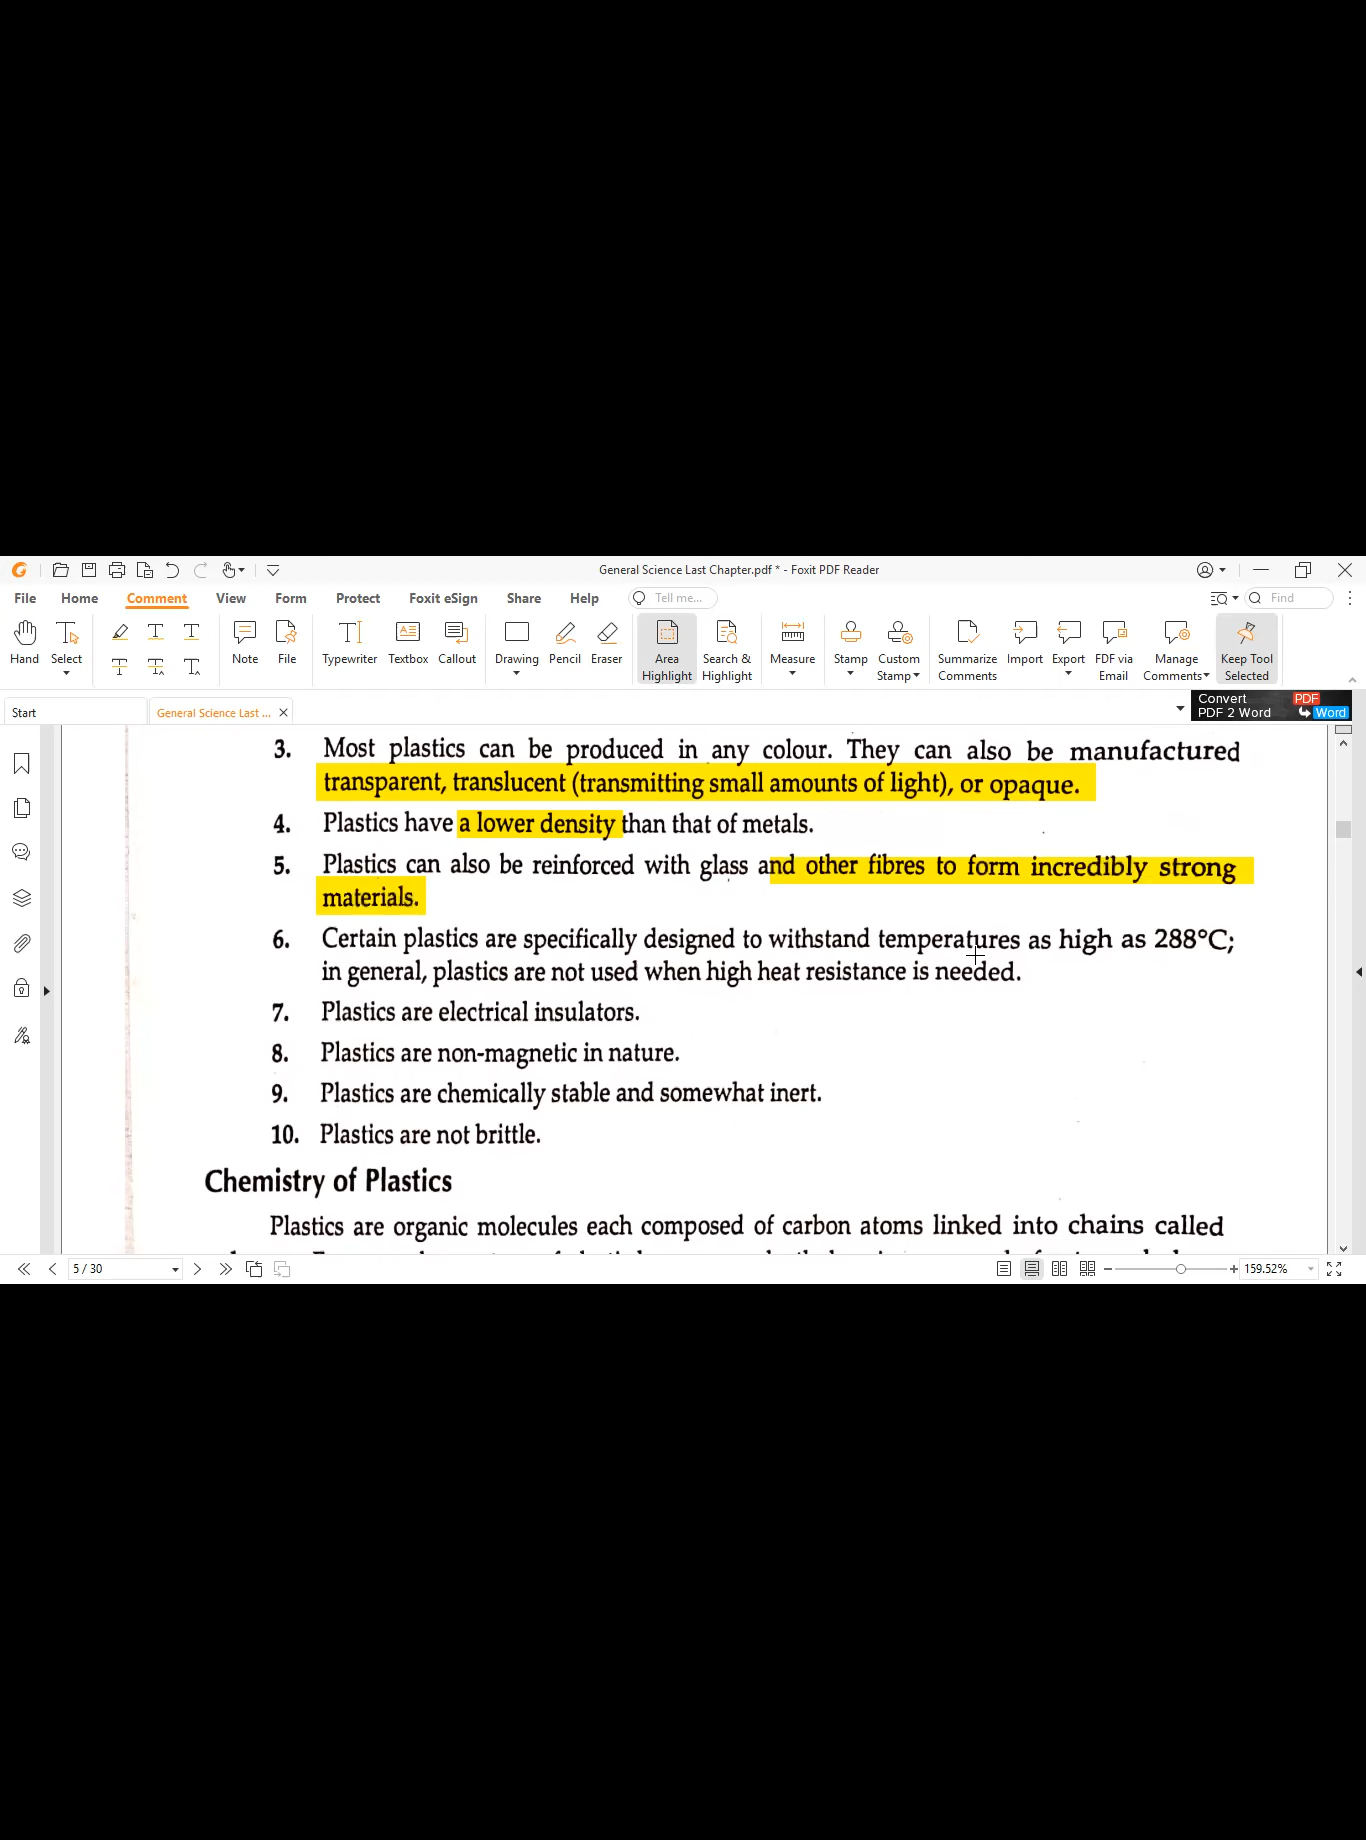 General Science Last Chapter.pdf * - Foxit PDF Reader
File Home Comment View Form Protect Foxit eSign Share Help Tell me... Find
Hand Select Note File Typewriter Textbox Callout Drawing Pencil Eraser Area Highlight Search & Highlight Measure Stamp Custom Stamp Summarize Comments Import Export FDF via Email Manage Comments Keep Tool Selected
Start General Science Last ... Convert PDF 2 Word PDF Word
3. Most plastics can be produced in any colour. They can also be manufactured
transparent, translucent (transmitting small amounts of light), or opaque.
4. Plastics have a lower density than that of metals.
5. Plastics can also be reinforced with glass and other fibres to form incredibly strong
materials.
6. Certain plastics are specifically designed to withstand temperatures as high as 288°C;
in general, plastics are not used when high heat resistance is needed.
7. Plastics are electrical insulators.
8. Plastics are non-magnetic in nature.
9. Plastics are chemically stable and somewhat inert.
10. Plastics are not brittle.
Chemistry of Plastics
Plastics are organic molecules each composed of carbon atoms linked into chains called
5 / 30 159.52%